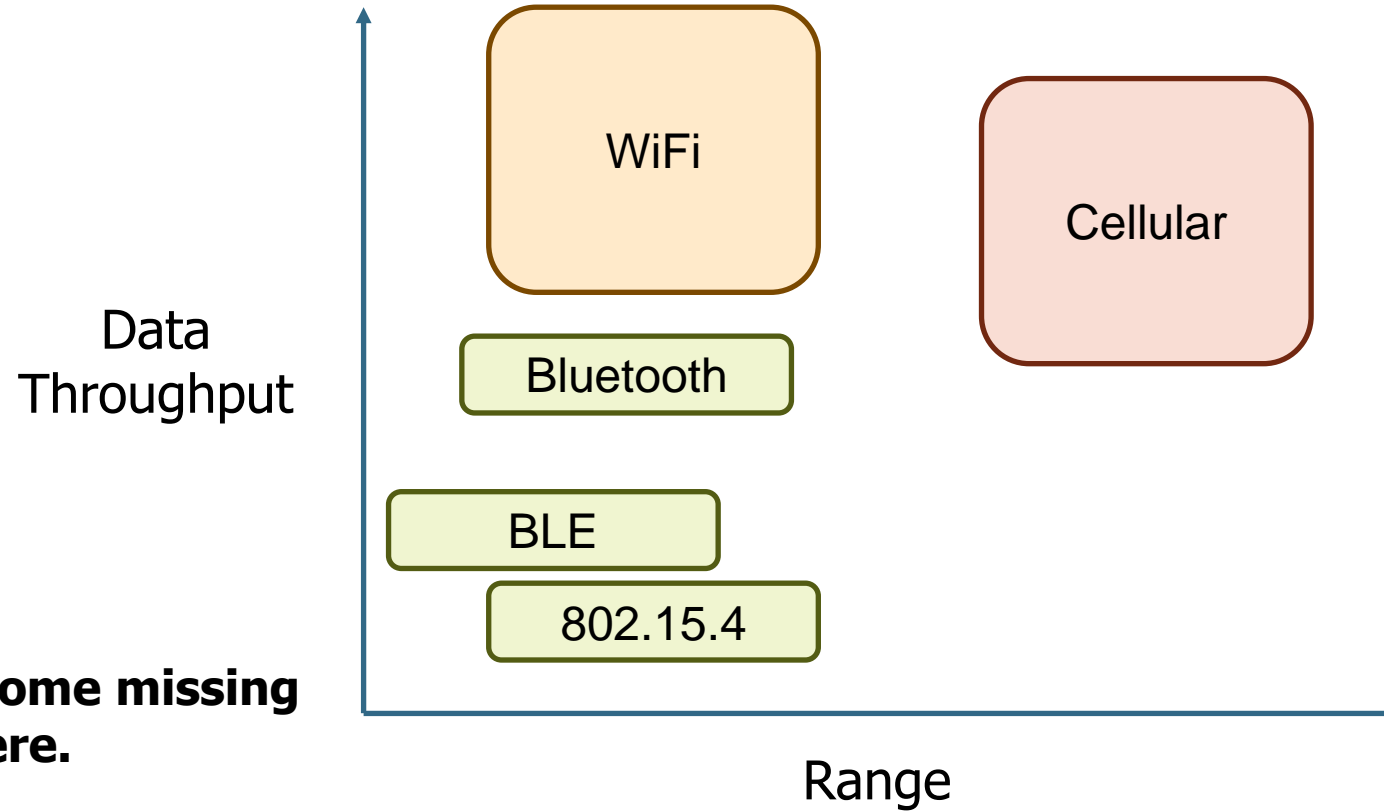 WiFi
Cellular
Data
Throughput
Bluetooth
BLE
802.15.4
ome missing
ere.
Range